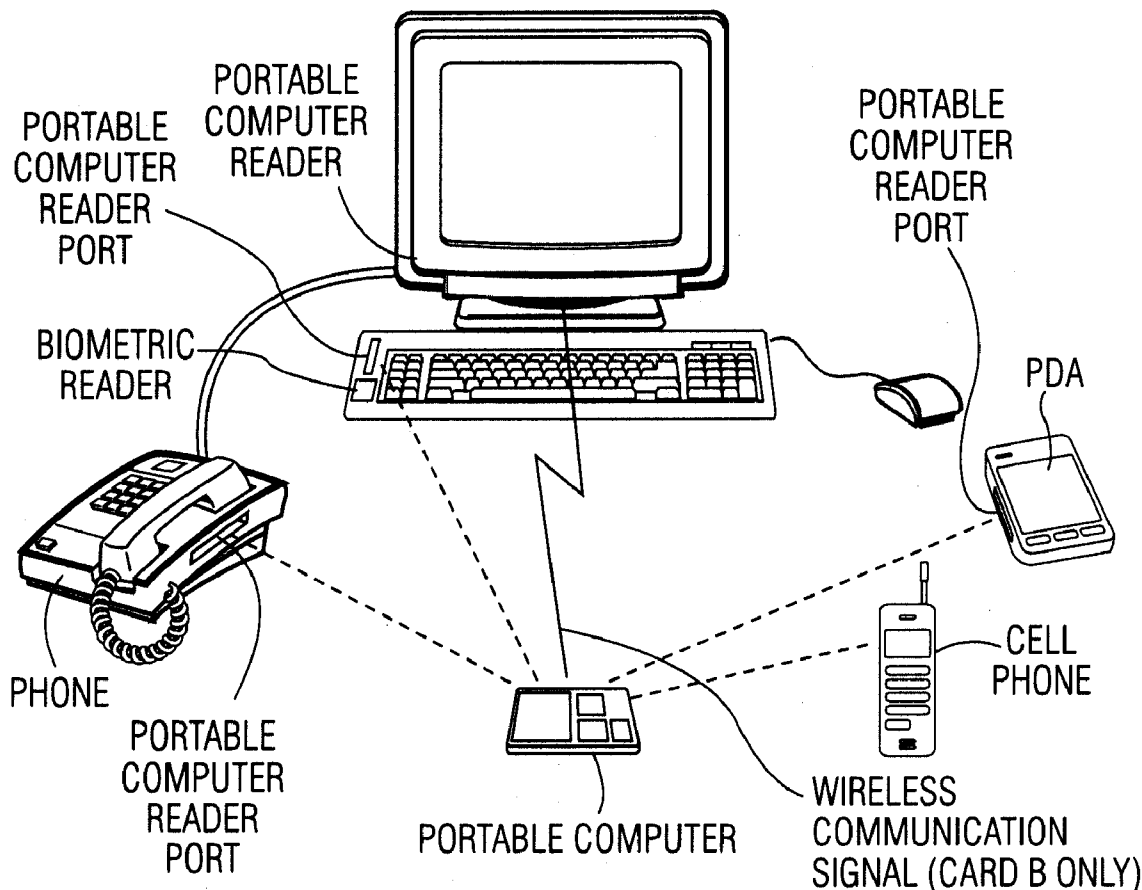 PORTABLE
COMPUTER
READER
PORTABLE
COMPUTER
READER
PORT
PORTABLE
COMPUTER
READER
PORT
BIOMETRIC
READER
PDA
PHONE
CELL
PHONE
PORTABLE
COMPUTER
READER
PORT
PORTABLE COMPUTER
WIRELESS
COMMUNICATION
SIGNAL (CARD B ONLY)